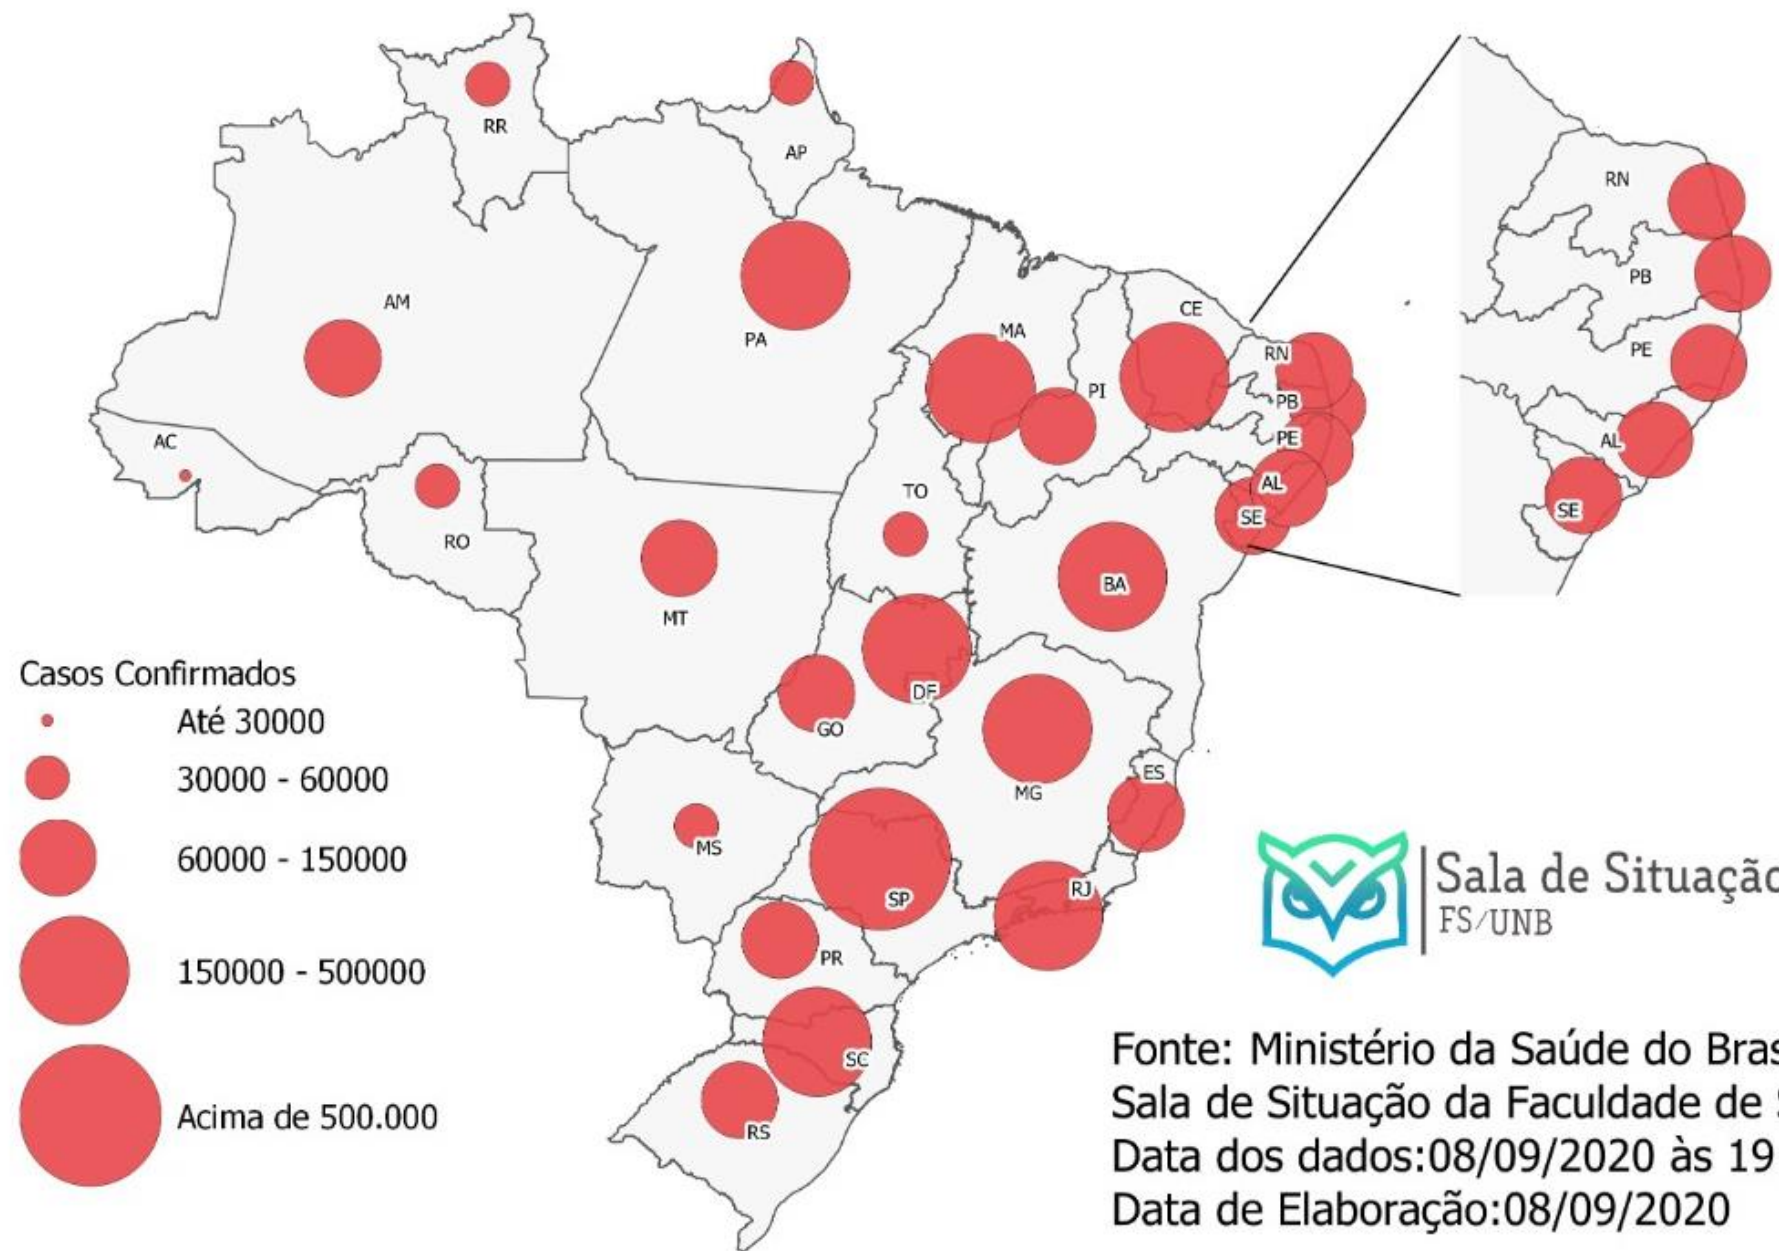 RR
AP
AM
PA
AC
RO
MT
TO
MA
PI
CE
RN
PB
PE
AL
SE
BA
DF
GO
MG
ES
MS
SP
RJ
PR
SC
RS
RN
PB
PE
AL
SE
Casos Confirmados
Até 30000
30000 - 60000
60000 - 150000
150000 - 500000
Acima de 500.000
Sala de Situação
FS/UNB
Fonte: Ministério da Saúde do Bras
Sala de Situação da Faculdade de S
Data dos dados:08/09/2020 às 19
Data de Elaboração:08/09/2020